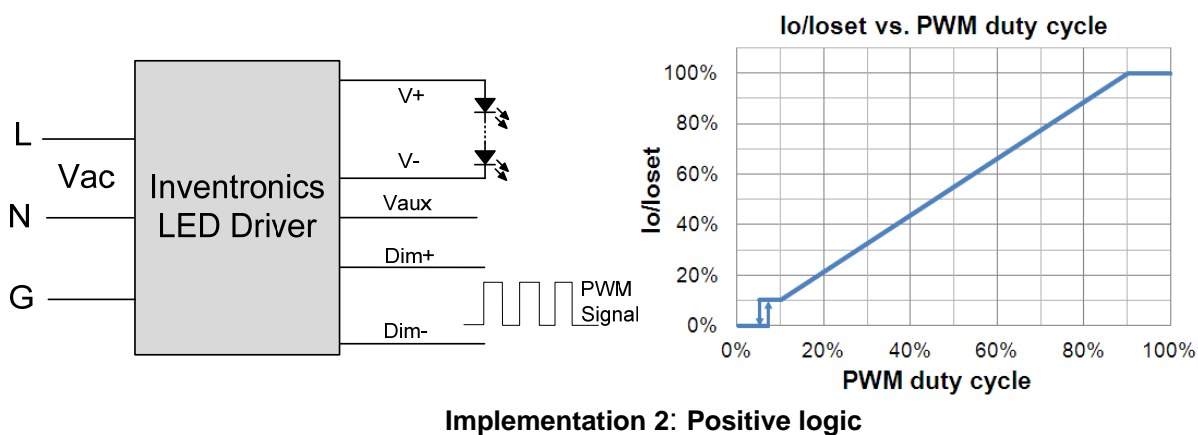 L
Vac
N
G
Inventronics
LED Driver
V+
V-
Vaux
Dim+
Dim-
PWM
Signal
Io/Ioset vs. PWM duty cycle
Io/Ioset
100%
80%
60%
40%
20%
0%
0% 20% 40% 60% 80% 100%
PWM duty cycle
Implementation 2: Positive logic